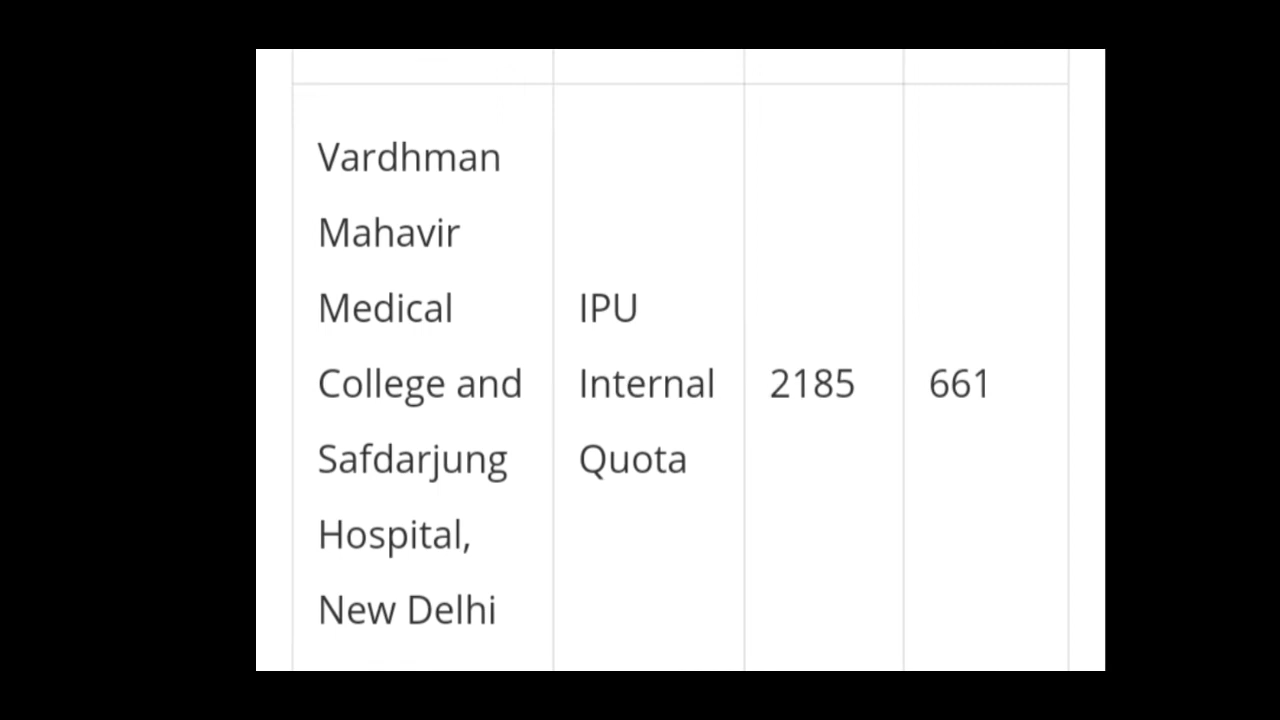 Vardhman
Mahavir
Medical
College and
Safdarjung
Hospital,
New Delhi
IPU
Internal
Quota
2185
661